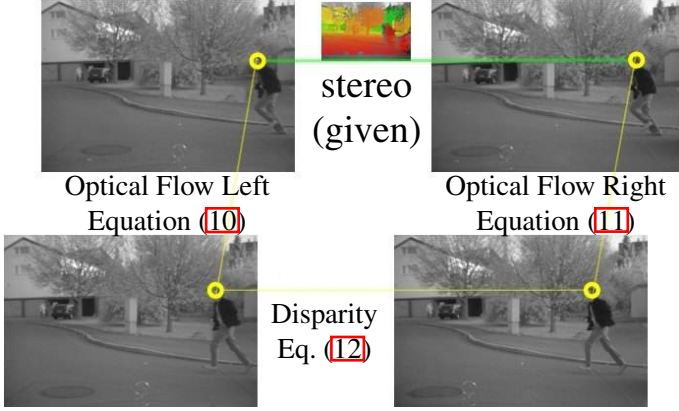 stereo
(given)
Optical Flow Left
Equation (10)
Optical Flow Right
Equation (11)
Disparity
Eq. (12)